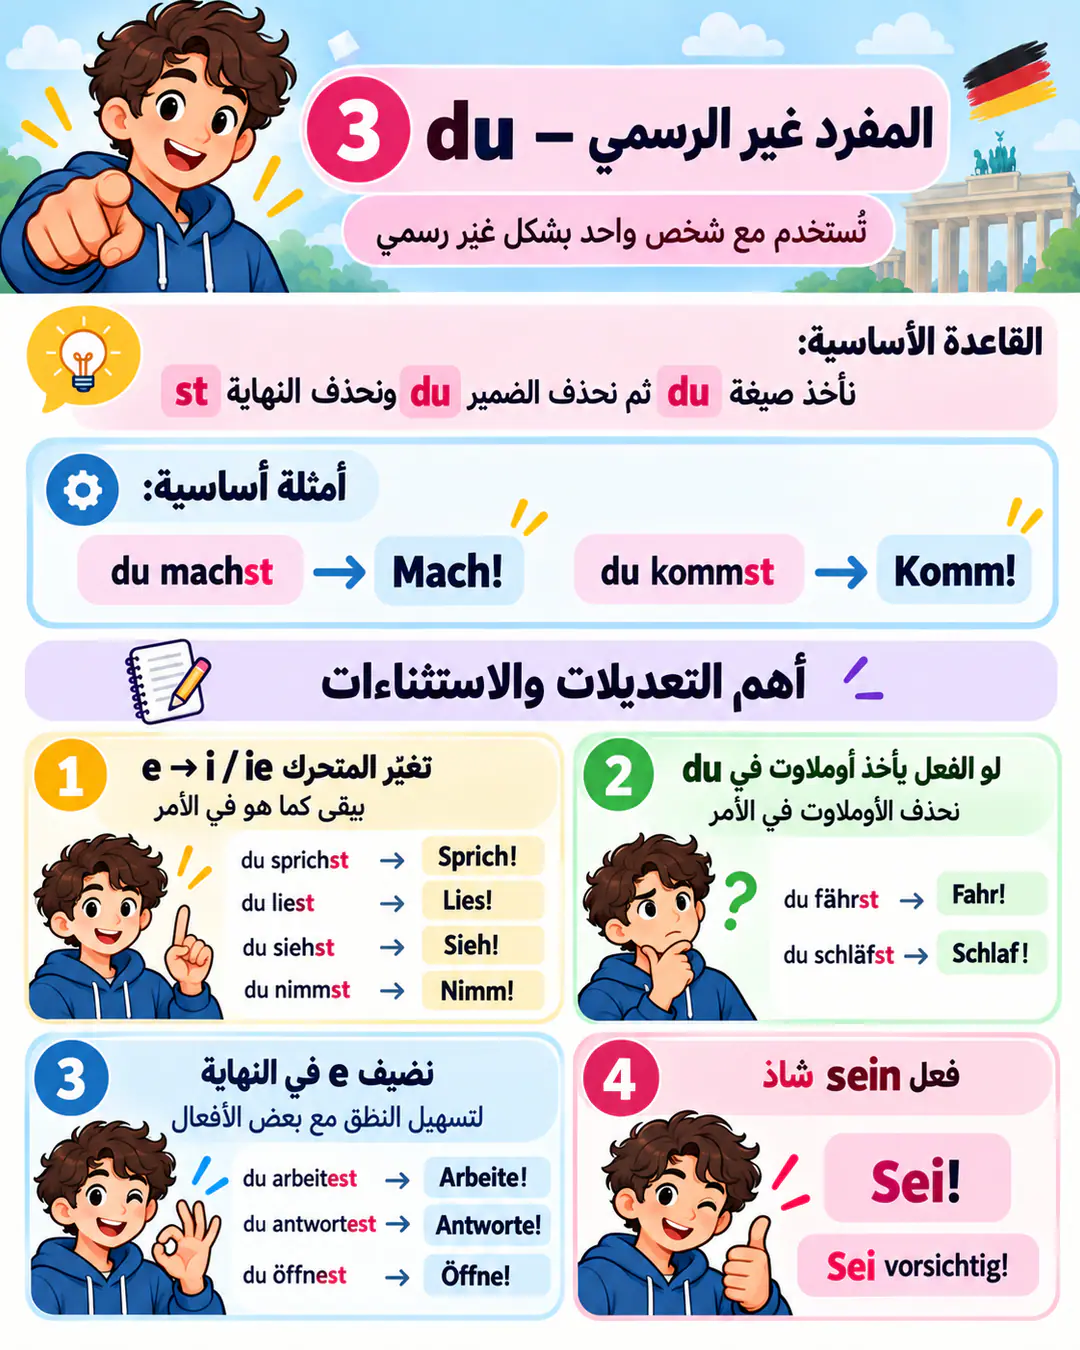 3 du – المفرد غير الرسمي
تُستخدم مع شخص واحد بشكل غير رسمي
القاعدة الأساسية:
نأخذ صيغة du ثم نحذف الضمير du ونحذف النهاية st
أمثلة أساسية:
du machst → Mach!
du kommst → Komm!
أهم التعديلات والاستثناءات
1
تغيّر المتحرك e → i / ie
يبقى كما هو في الأمر
du sprichst → Sprich!
du liest → Lies!
du siehst → Sieh!
du nimmst → Nimm!
2
لو الفعل يأخذ أوملاوت في du
نحذف الأوملاوت في الأمر
?
du fährst → Fahr!
du schläfst → Schlaf!
3
نضيف e في النهاية
لتسهيل النظق مع بعض الأفعال
du arbeitest → Arbeite!
du antwortest → Antworte!
du öffnest → Öffne!
4
فعل sein شاذ
Sei!
Sei vorsichtig!